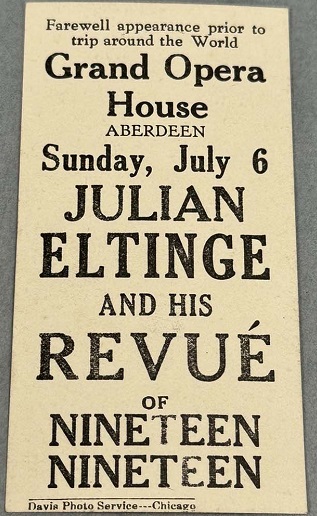 Farewell appearance prior to
trip around the World
Grand Opera
House
ABERDEEN
Sunday, July 6
JULIAN
ELTINGE
AND HIS
REVUÉ
OF
NINETEEN
NINETEEN
Davis Photo Service---Chicago